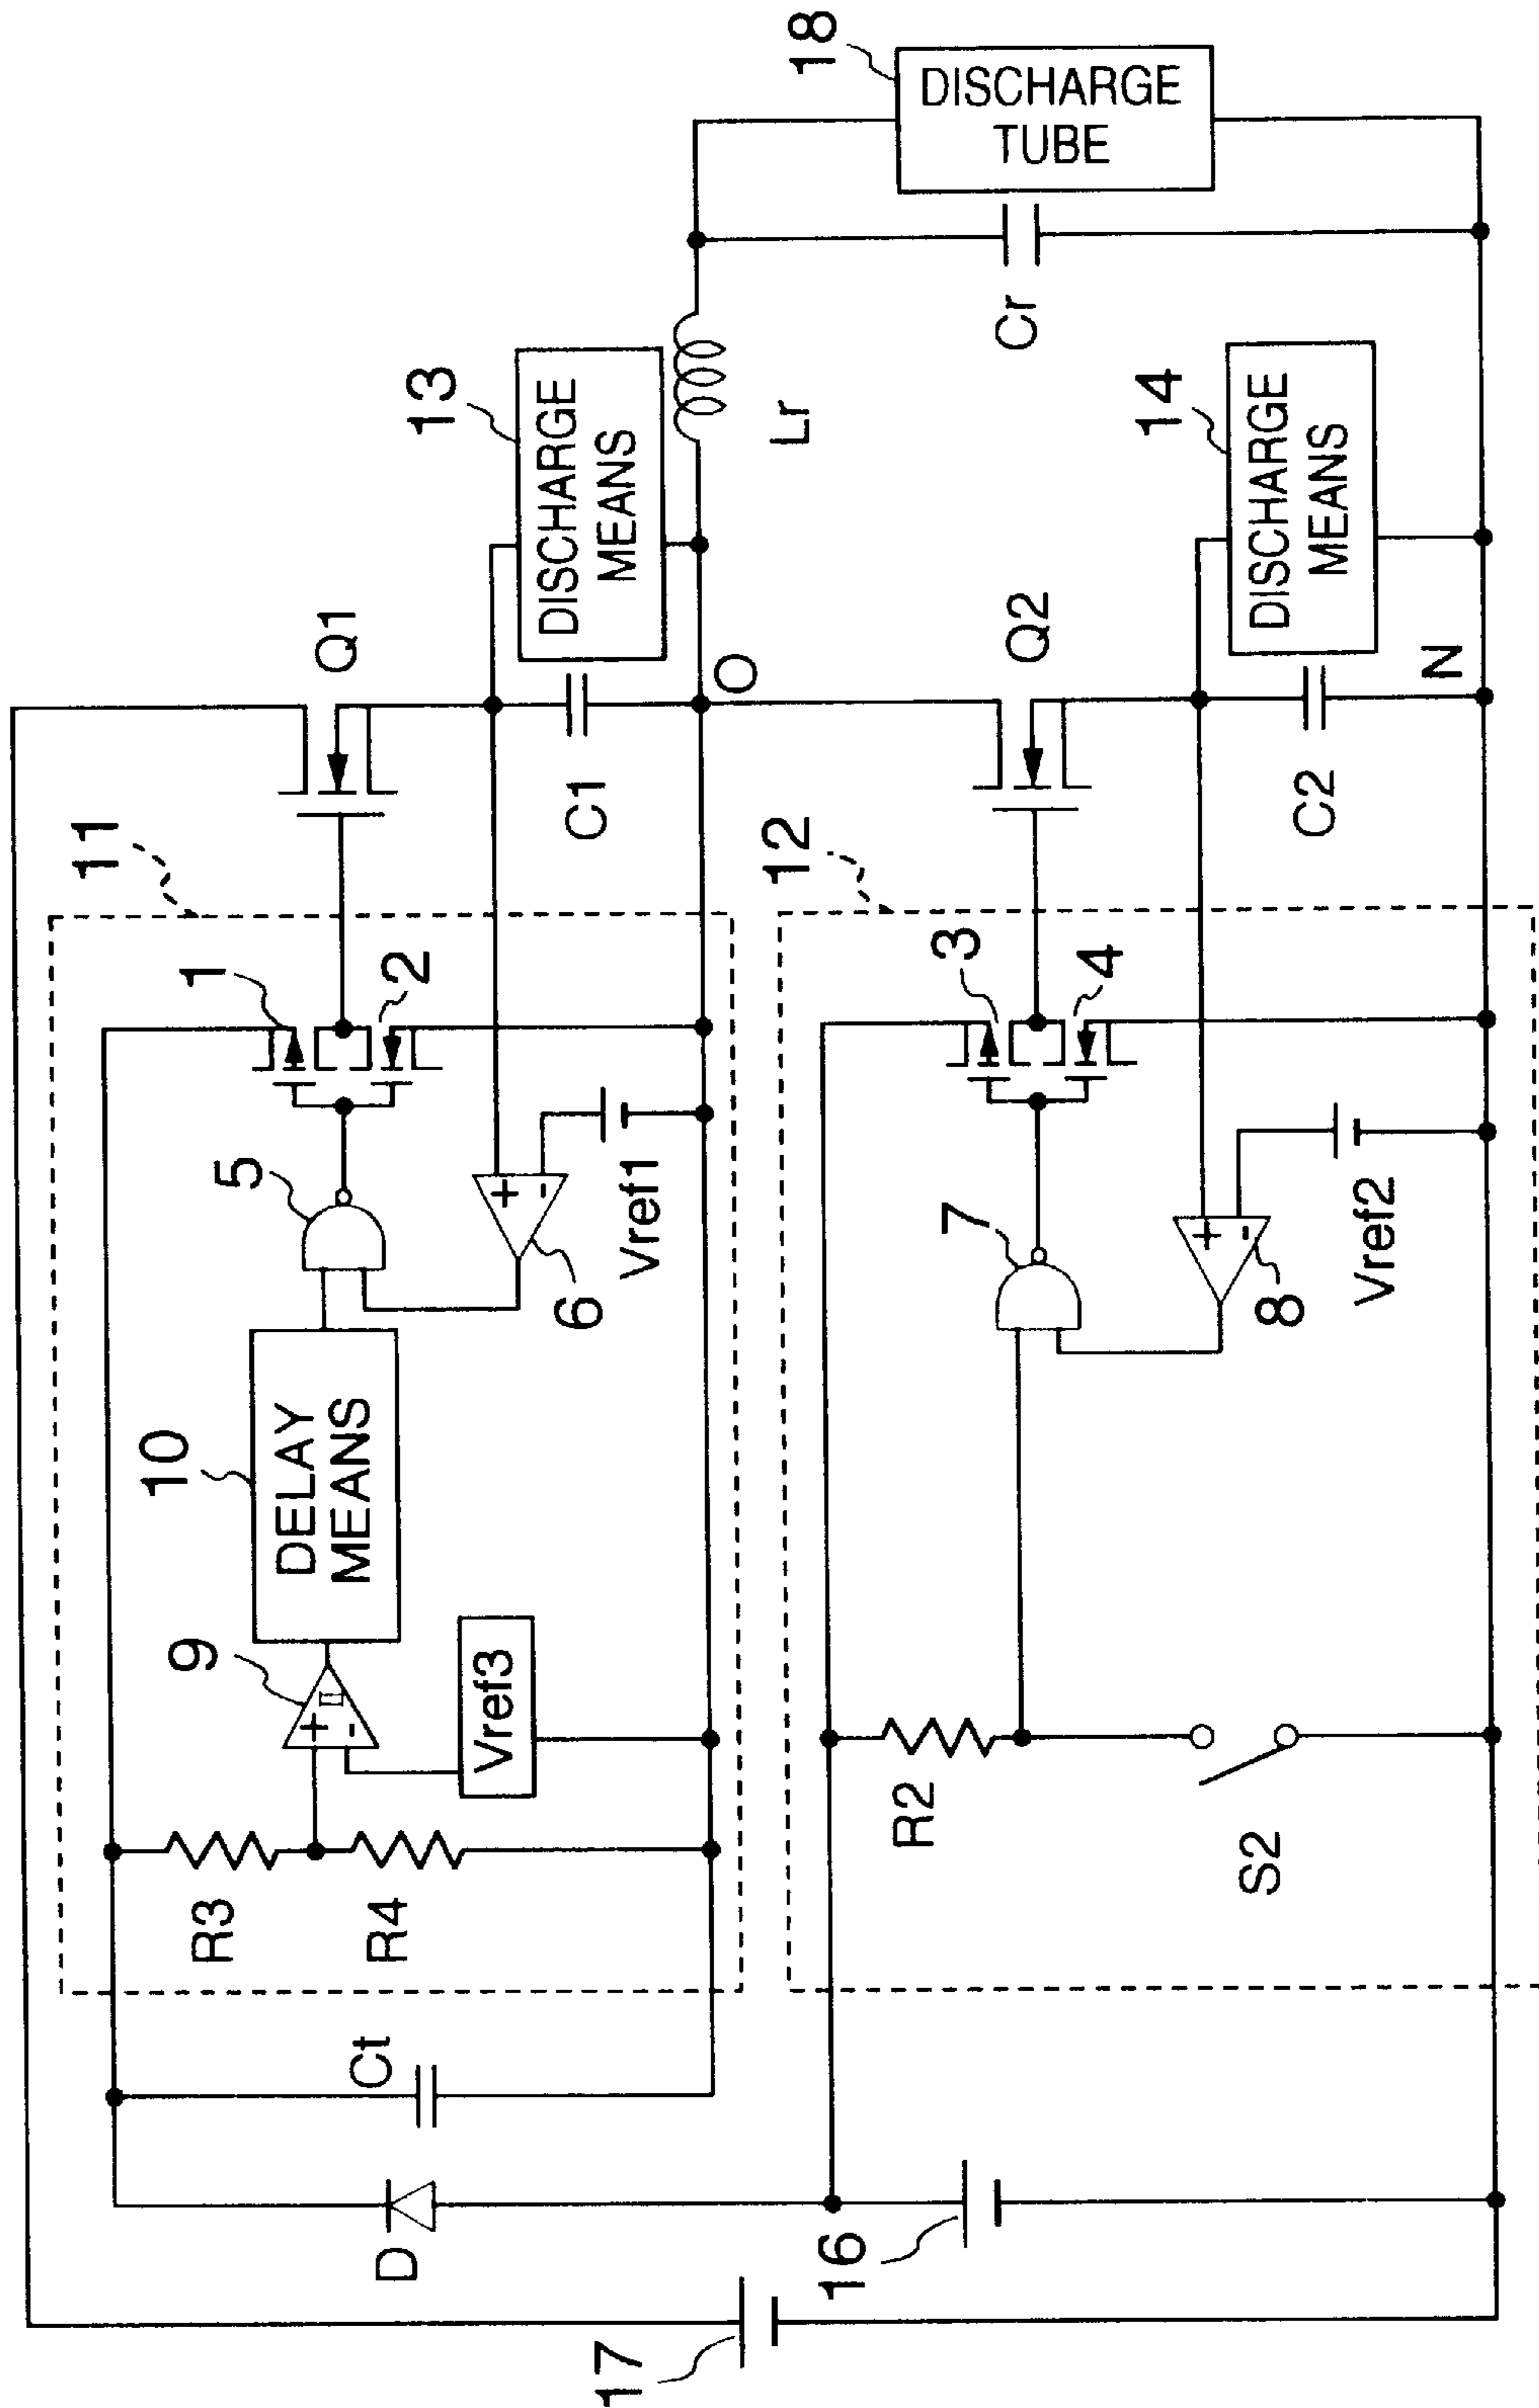 17
16
D
Ct
11
R3
R4
9
Vref3
10
DELAY
MEANS
5
6
Vref1
1
2
Q1
C1
13
DISCHARGE
MEANS
O
Lr
18
DISCHARGE
TUBE
Cr
12
R2
S2
7
8
Vref2
3
4
Q2
C2
14
DISCHARGE
MEANS
N
+
-
+
-
+
-